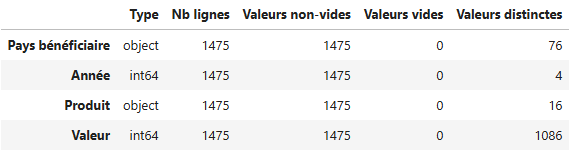 Type Nb lignes Valeurs non-vides Valeurs vides Valeurs distinctes
Pays bénéficiaire object 1475 1475 0 76
Année int64 1475 1475 0 4
Produit object 1475 1475 0 16
Valeur int64 1475 1475 0 1086